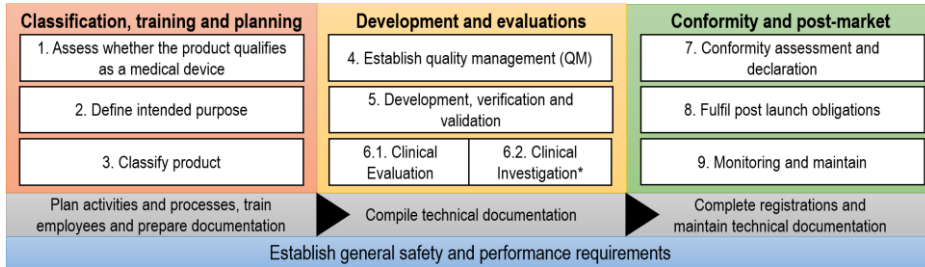 Classification, training and planning
1. Assess whether the product qualifies
as a medical device
2. Define intended purpose
3. Classify product
Development and evaluations
4. Establish quality management (QM)
5. Development, verification and
validation
6.1. Clinical
Evaluation
6.2. Clinical
Investigation*
Conformity and post-market
7. Conformity assessment and
declaration
8. Fulfil post launch obligations
9. Monitoring and maintain
Plan activities and processes, train
employees and prepare documentation
Compile technical documentation
Complete registrations and
maintain technical documentation
Establish general safety and performance requirements